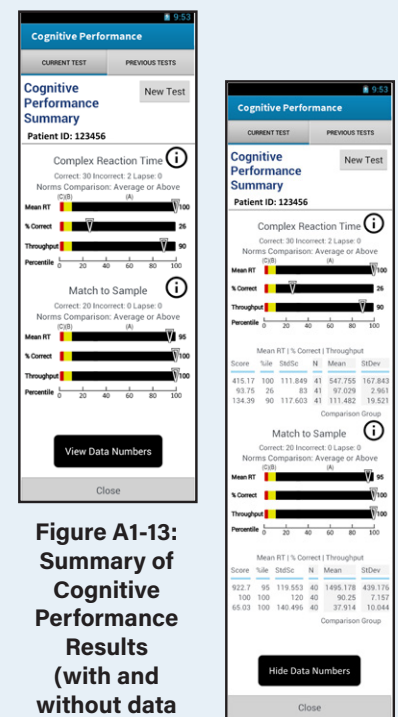 9:53
Cognitive Performance
CURRENT TEST PREVIOUS TESTS
Cognitive
Performance
Summary
New Test
Patient ID: 123456
Complex Reaction Time i
Correct: 30 Incorrect: 2 Lapse: 0
Norms Comparison: Average or Above
(C)(B) (A)
Mean RT 100
% Correct 26
Throughput 90
Percentile 0 20 40 60 80 100
Match to Sample i
Correct: 20 Incorrect: 0 Lapse: 0
Norms Comparison: Average or Above
(C)(B) (A)
Mean RT 95
% Correct 100
Throughput 100
Percentile 0 20 40 60 80 100
View Data Numbers
Close
Figure A1-13:
Summary of
Cognitive
Performance
Results
(with and
without data
9:53
Cognitive Perfo mance
CURRENT TEST PREVIOUS TESTS
Cognitive
Performance
Summary
New Test
Patient ID: 123456
Complex Reaction Time i
Correct: 30 Incorrect: 2 Lapse: 0
Norms Comparison: Average or Above
(C)(B) (A)
Mean RT 100
% Correct 26
Throughput 90
Percentile 0 20 40 60 80 100
Mean RT | % Correct | Throughput
Score %ile StdSc N Mean StDev
415.17 100 111.849 41 547.755 167.843
93.75 26 83 41 97.029 2.961
134.39 90 117.603 41 111.482 19.521
Comparison Group
Match to Sample i
Correct: 20 Incorrect: 0 Lapse: 0
Norms Comparison: Average or Above
(C)(B) (A)
Mean RT 95
% Correct 100
Throughput 100
Percentile 0 20 40 60 80 100
Mean RT | % Correct | Throughput
Score %ile StdSc N Mean StDev
922.7 95 119.553 40 1495.178 439.176
100 100 120 40 90.25 7.157
65.03 100 140.496 40 37.914 10.044
Comparison Group
Hide Data Numbers
Close